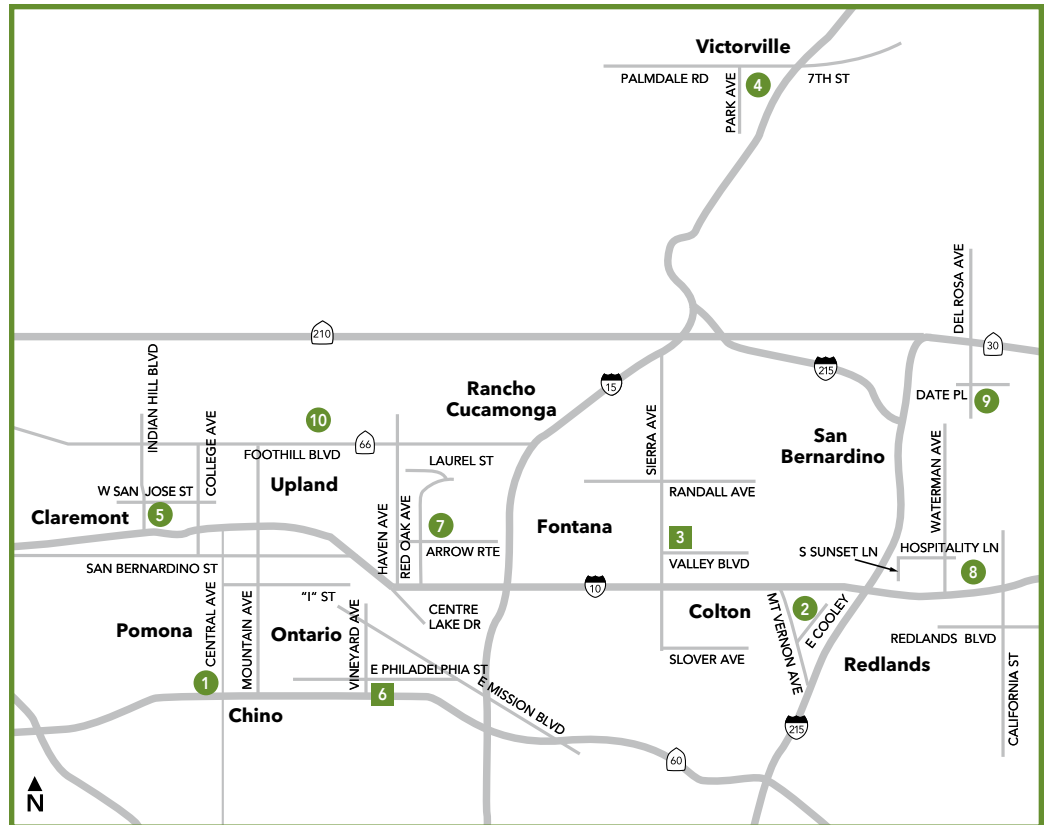 Victorville
PALMDALE RD
PARK AVE
4
7TH ST
DEL ROSA AVE
210
30
215
15
INDIAN HILL BLVD
COLLEGE AVE
Rancho
Cucamonga
DATE PL
9
10
66
FOOTHILL BLVD
SIERRA AVE
San
Bernardino
WATERMAN AVE
LAUREL ST
W SAN JOSE ST
Upland
RANDALL AVE
Claremont
5
HAVEN AVE
RED OAK AVE
7
ARROW RTE
Fontana
3
VALLEY BLVD
S SUNSET LN
HOSPITALITY LN
8
SAN BERNARDINO ST
"I" ST
10
CENTRAL AVE
MOUNTAIN AVE
VINEYARD AVE
CENTRE
LAKE DR
Colton
2
MT VERNON AVE
E COOLEY
REDLANDS BLVD
Pomona
Ontario
SLOVER AVE
Redlands
CALIFORNIA ST
E PHILADELPHIA ST
1
6
E MISSION BLVD
Chino
215
60
N